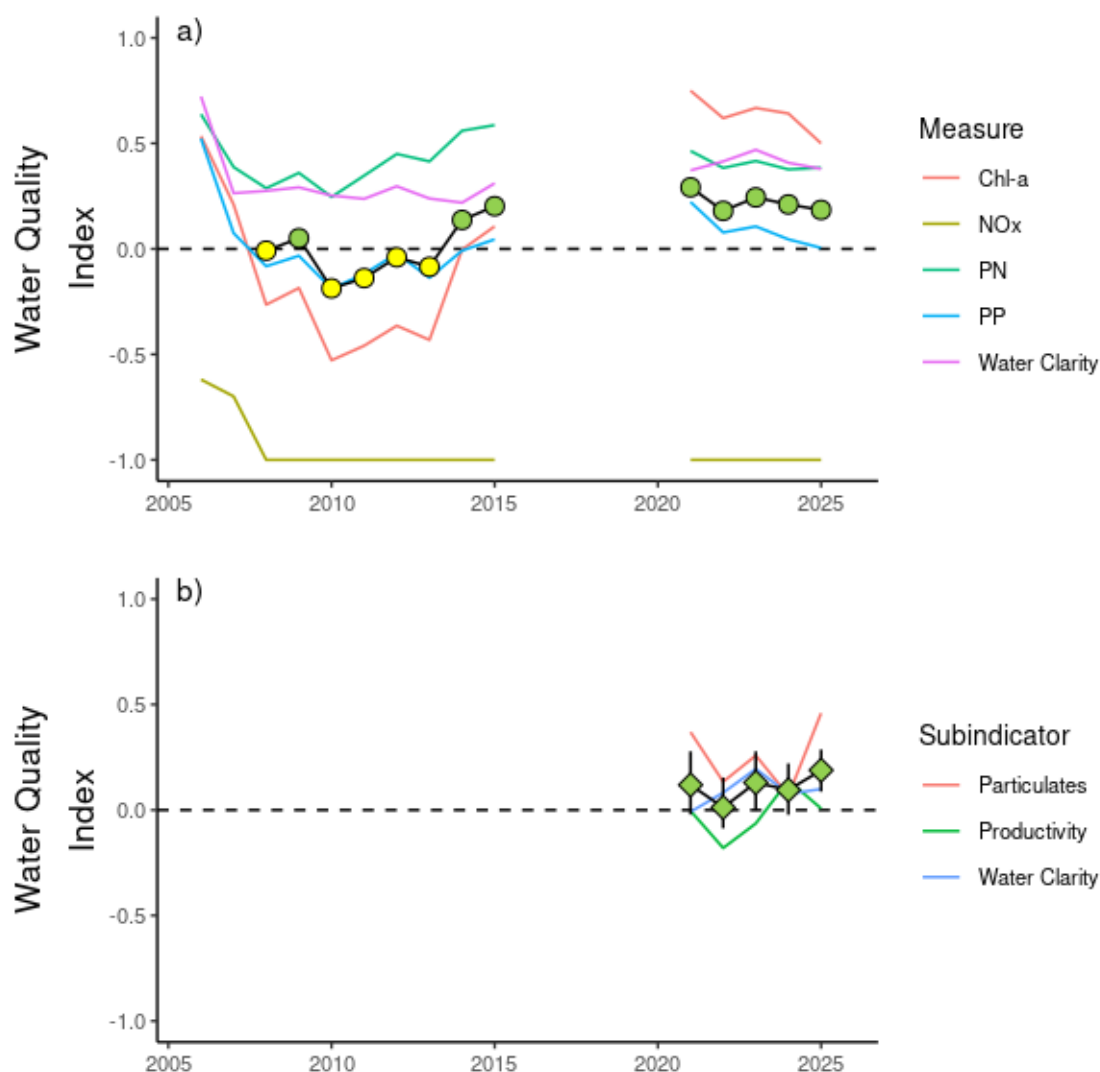 a)
1.0
0.5
0.0
-0.5
-1.0
Water Quality
Index
2005
2010
2015
2020
2025
Measure
Chl-a
NOx
PN
PP
Water Clarity
b)
1.0
0.5
0.0
-0.5
-1.0
Water Quality
Index
2005
2010
2015
2020
2025
Subindicator
Particulates
Productivity
Water Clarity